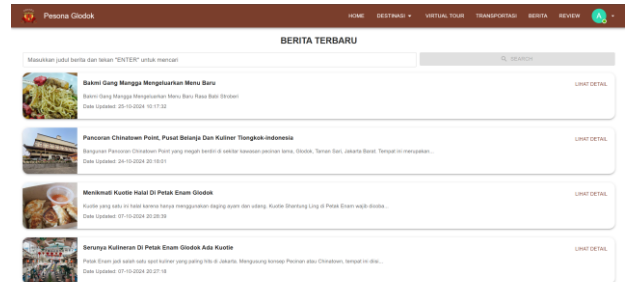 Pesona Glodok
HOME DESTINASI VIRTUAL TOUR TRANSPORTASI BERITA REVIEW A
BERITA TERBARU
Masukkan judul berita dan tekan "ENTER" untuk mencari
SEARCH
Bakmi Gang Mangga Mengeluarkan Menu Baru
LIHAT DETAIL
Bakmi Gang Mangga Mengeluarkan Menu Baru Rasa Babi Stroberi
Date Updated: 25-10-2024 10:17:32
Pancoran Chinatown Point, Pusat Belanja Dan Kuliner Tiongkok-indonesia
LIHAT DETAIL
Bangunan Pancoran Chinatown Point yang megah berdiri di sekitar kawasan pecinan lama, Glodok, Taman Sari, Jakarta Barat. Tempat ini merupakan...
Date Updated: 24-10-2024 20:19:01
Menikmati Kuotie Halal Di Petak Enam Glodok
LIHAT DETAIL
Kuotie yang satu ini halal karena hanya menggunakan daging ayam dan udang. Kuotie Shantung Ling di Petak Enam wajib dicoba...
Date Updated: 07-10-2024 20:28:39
Serunya Kulineran Di Petak Enam Glodok Ada Kuotie
LIHAT DETAIL
Petak Enam jadi salah satu spot kuliner yang paling hits di Jakarta. Mengusung konsep Pecinan atau Chinatown, tempat ini disi...
Date Updated: 07-10-2024 20:27:18